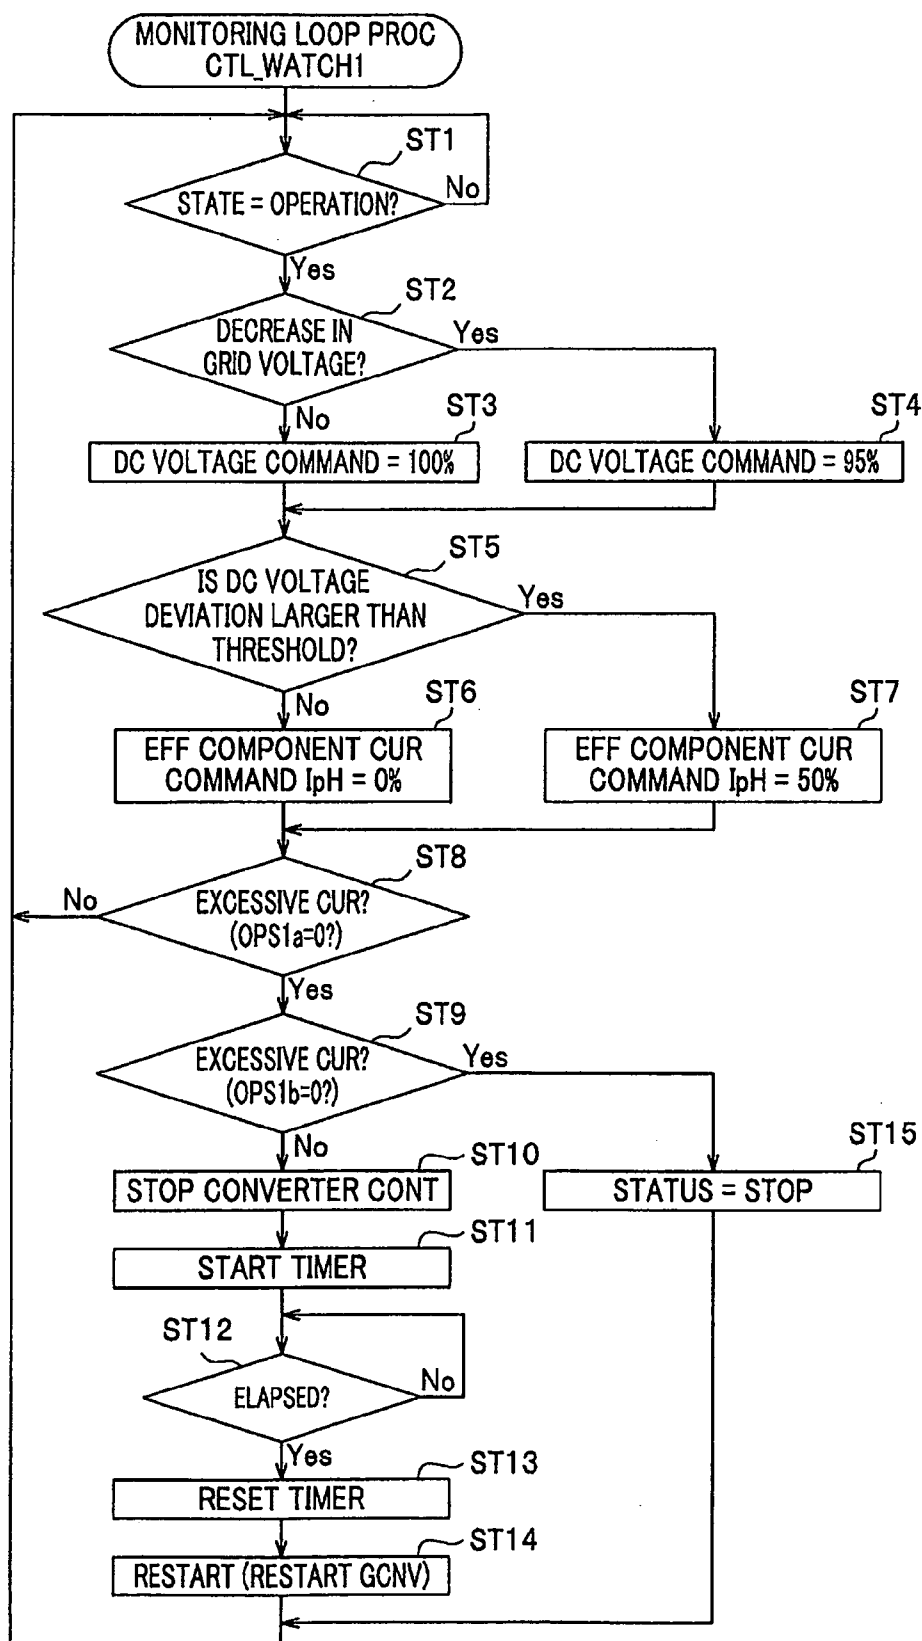 MONITORING LOOP PROC
CTL_WATCH1
ST1
STATE = OPERATION?
No
Yes
ST2
DECREASE IN
GRID VOLTAGE?
Yes
No
ST3
DC VOLTAGE COMMAND = 100%
ST4
DC VOLTAGE COMMAND = 95%
ST5
IS DC VOLTAGE
DEVIATION LARGER THAN
THRESHOLD?
Yes
No
ST6
EFF COMPONENT CUR
COMMAND IpH = 0%
ST7
EFF COMPONENT CUR
COMMAND IpH = 50%
ST8
No
EXCESSIVE CUR?
(OPS1a=0?)
Yes
ST9
EXCESSIVE CUR?
(OPS1b=0?)
Yes
No
ST10
STOP CONVERTER CONT
ST15
STATUS = STOP
ST11
START TIMER
ST12
ELAPSED?
No
Yes
ST13
RESET TIMER
ST14
RESTART (RESTART GCNV)